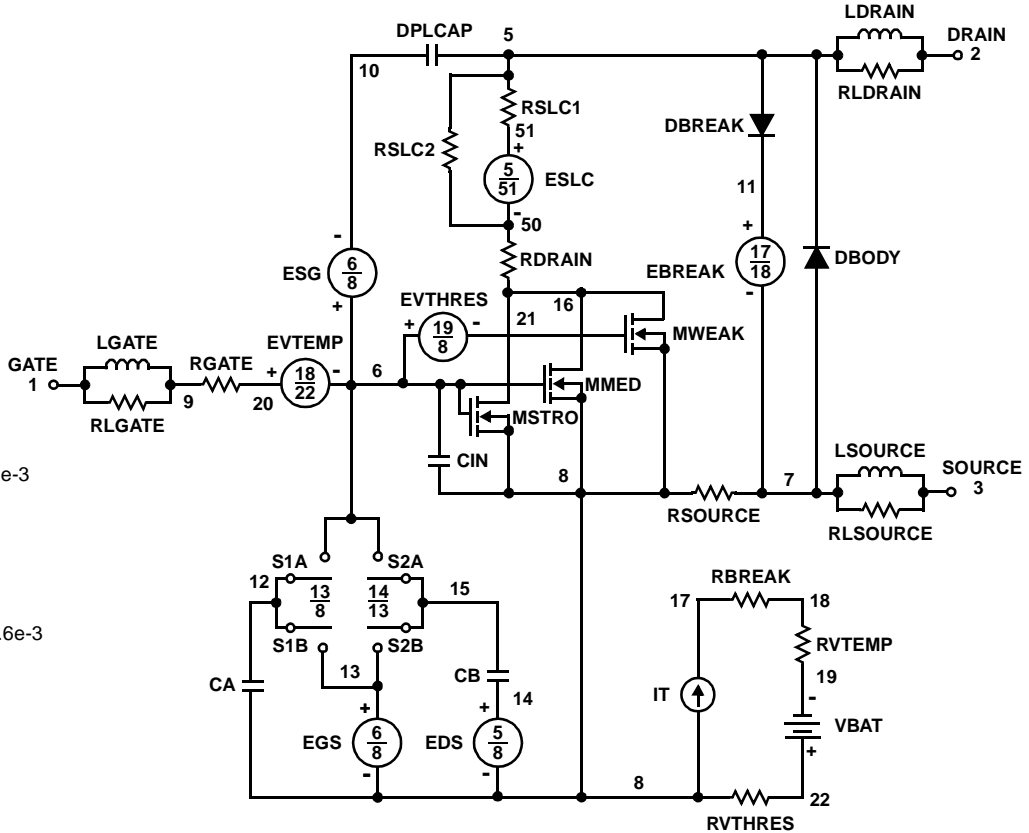 LDRAIN
DPLCAP
5
DRAIN
2
10
RLDRAIN
RSLC1
51
DBREAK
+
RSLC2
5
51
ESLC
11
-
50
+
-
RDRAIN
17
18
DBODY
ESG
6
8
EBREAK
EVTHRES
16
-
+
+
19
8
-
21
MWEAK
LGATE
EVTEMP
GATE
1
RGATE
+
18
22
-
6
MMED
9
20
MSTRO
RLGATE
LSOURCE
CIN
8
7
SOURCE
3
e-3
RSOURCE
RLSOURCE
S1A
S2A
RBREAK
12
13
8
14
13
15
17
18
.6e-3
S1B
S2B
RVTEMP
13
CB
19
CA
14
IT
-
+
+
VBAT
EGS
6
8
EDS
5
8
+
-
-
8
22
RVTHRES